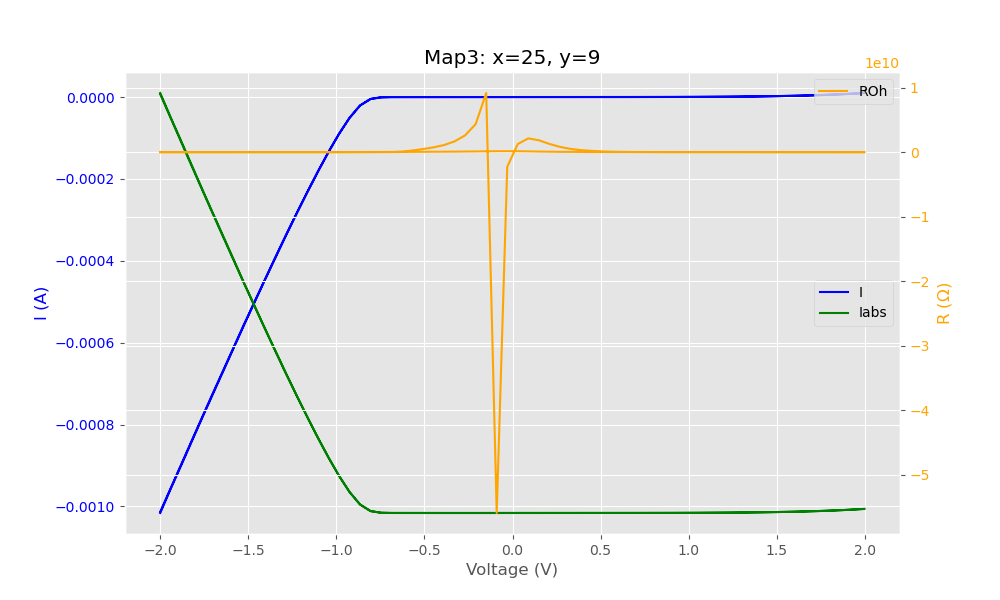 Map3: x=25, y=9
1e10
ROh
I
Iabs
I (A)
0.0000
−0.0002
−0.0004
−0.0006
−0.0008
−0.0010
1
0
−1
−2
−3
−4
−5
R (Ω)
−2.0 −1.5 −1.0 −0.5 0.0 0.5 1.0 1.5 2.0
Voltage (V)